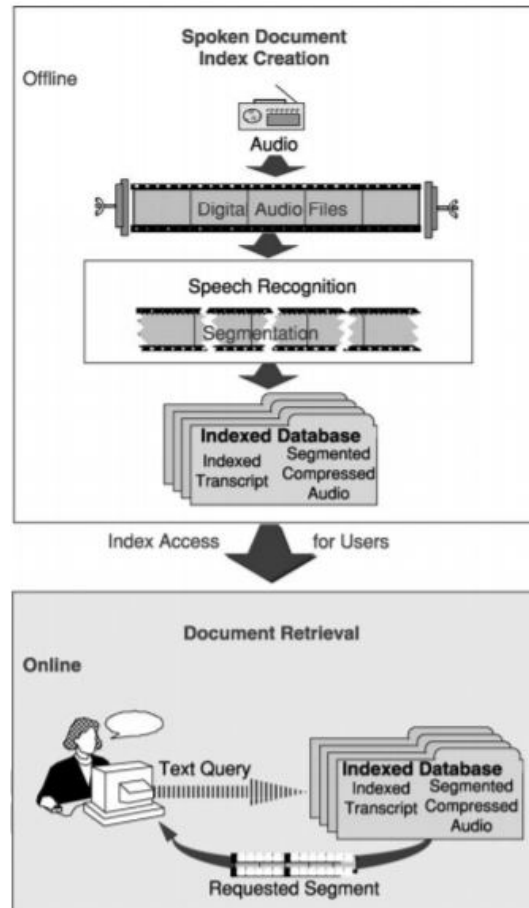 Spoken Document
Index Creation
Offline
Audio
Digital Audio Files
Speech Recognition
Segmentation
Indexed Database
Indexed
Transcript
Segmented
Compressed
Audio
Index Access
for Users
Document Retrieval
Online
Text Query
Indexed Database
Indexed
Transcript
Segmented
Compressed
Audio
Requested Segment